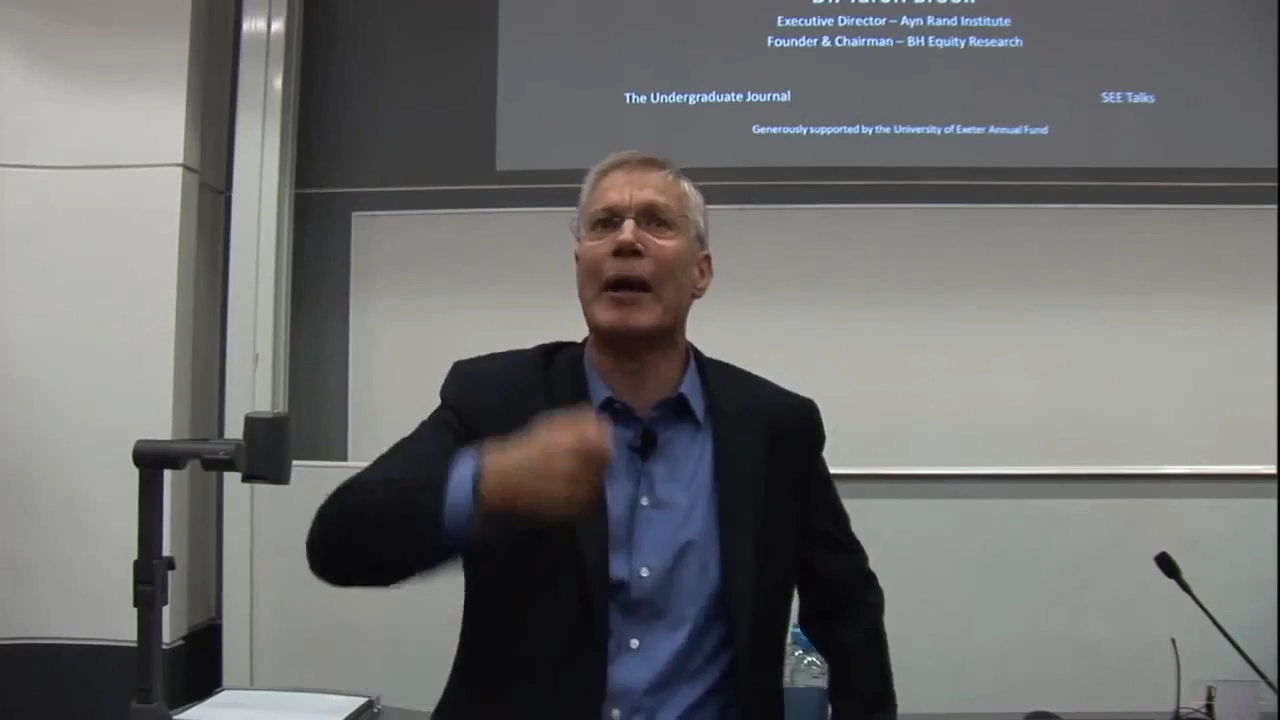 Executive Director – Ayn Rand Institute
Founder & Chairman – BH Equity Research
The Undergraduate Journal
SEE Talks
Generously supported by the University of Exeter Annual Fund